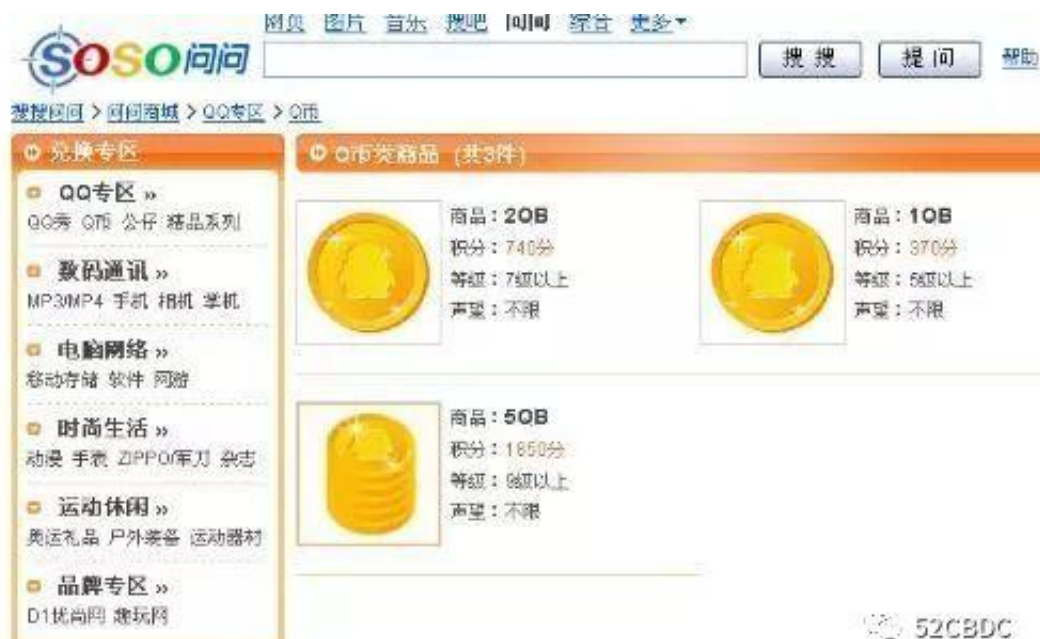 网页 图片 音乐 搜吧 问问 综合 更多
SOSO问问
搜搜 提问 帮助
搜搜问问 > 问问商城 > QQ专区 > Q币
兑换专区
QQ专区 »
QQ秀 Q币 公仔 精品系列
数码通讯 »
MP3/MP4 手机 相机 掌机
电脑网络 »
移动存储 软件 网游
时尚生活 »
动漫 手表 ZIPPO/军刀 杂志
运动休闲 »
奥运礼品 户外装备 运动器材
品牌专区 »
D1优尚网 趣玩网
Q币类商品 (共3件)
商品：2QB
积分：740分
等级：7级以上
声望：不限
商品：1QB
积分：370分
等级：5级以上
声望：不限
商品：5QB
积分：1850分
等级：9级以上
声望：不限
52CBDC